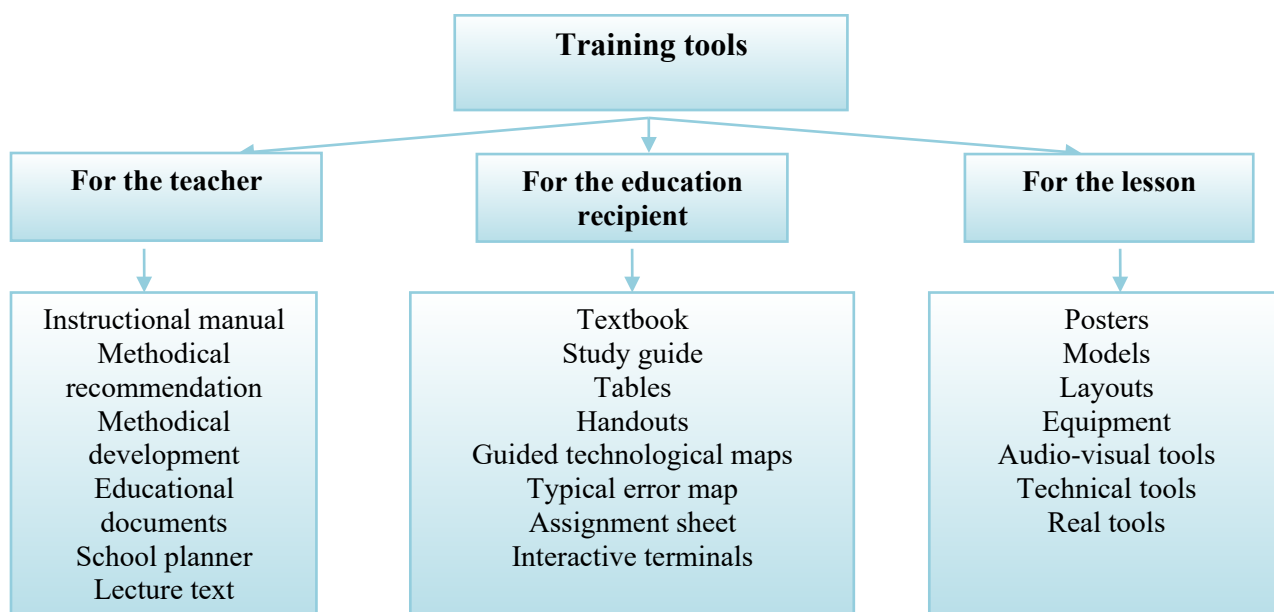 Training tools
For the teacher
For the education
recipient
For the lesson
Instructional manual
Methodical
recommendation
Methodical
development
Educational
documents
School planner
Lecture text
Textbook
Study guide
Tables
Handouts
Guided technological maps
Typical error map
Assignment sheet
Interactive terminals
Posters
Models
Layouts
Equipment
Audio-visual tools
Technical tools
Real tools